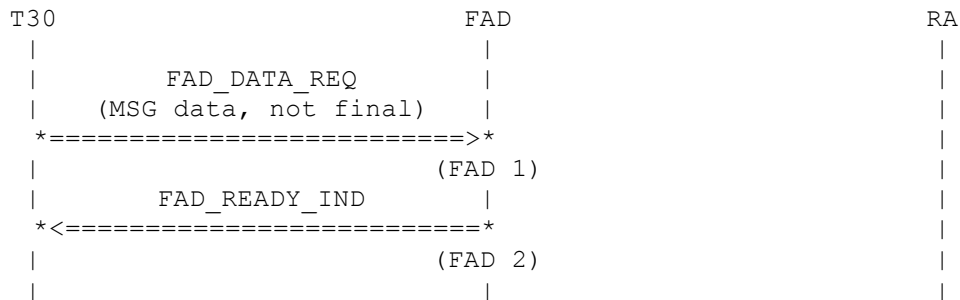 T30 FAD RA
| | |
| FAD_DATA_REQ | |
| (MSG data, not final) | |
*==========================>* |
| (FAD 1) |
| FAD_READY_IND | |
*<==========================* |
| (FAD 2) |
| | |